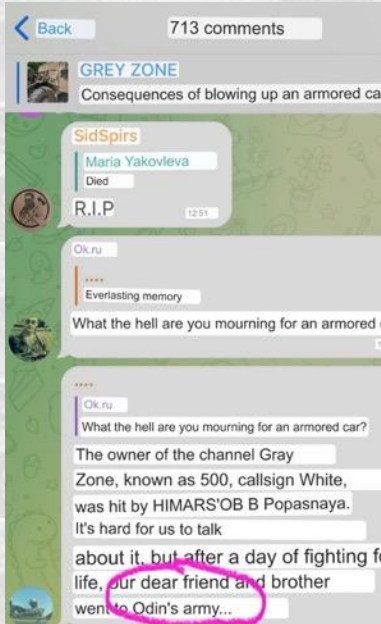 Back
713 comments
GREY ZONE
Consequences of blowing up an armored ca
SidSpirs
Maria Yakovleva
Died
R.I.P
12:51
Ok.ru
....
Everlasting memory
What the hell are you mourning for an armored
....
Ok.ru
What the hell are you mourning for an armored car?
The owner of the channel Gray
Zone, known as 500, callsign White,
was hit by HIMARS'OB B Popasnaya.
It's hard for us to talk
about it, but after a day of fighting fo
life, our dear friend and brother
went to Odin's army...